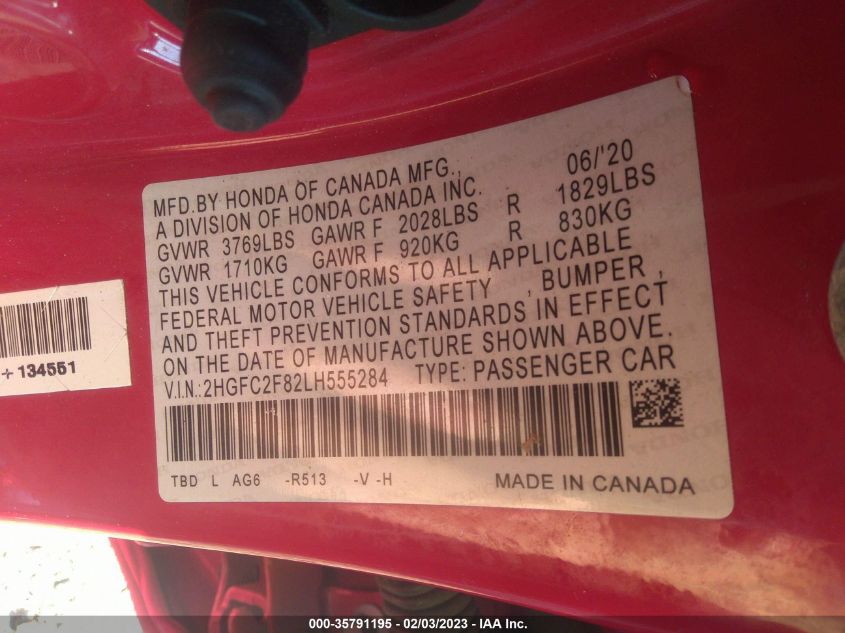 MFD.BY HONDA OF CANADA MFG., 06/'20
A DIVISION OF HONDA CANADA INC.
GVWR 3769LBS GAWR F 2028LBS R 1829LBS
GVWR 1710KG GAWR F 920KG R 830KG
THIS VEHICLE CONFORMS TO ALL APPLICABLE
FEDERAL MOTOR VEHICLE SAFETY , BUMPER ,
AND THEFT PREVENTION STANDARDS IN EFFECT
ON THE DATE OF MANUFACTURE SHOWN ABOVE.
V.I.N.:2HGFC2F82LH555284 TYPE: PASSENGER CAR
TBD L AG6 -R513 -V -H MADE IN CANADA
+ 134551
000-35791195 - 02/03/2023 - IAA Inc.